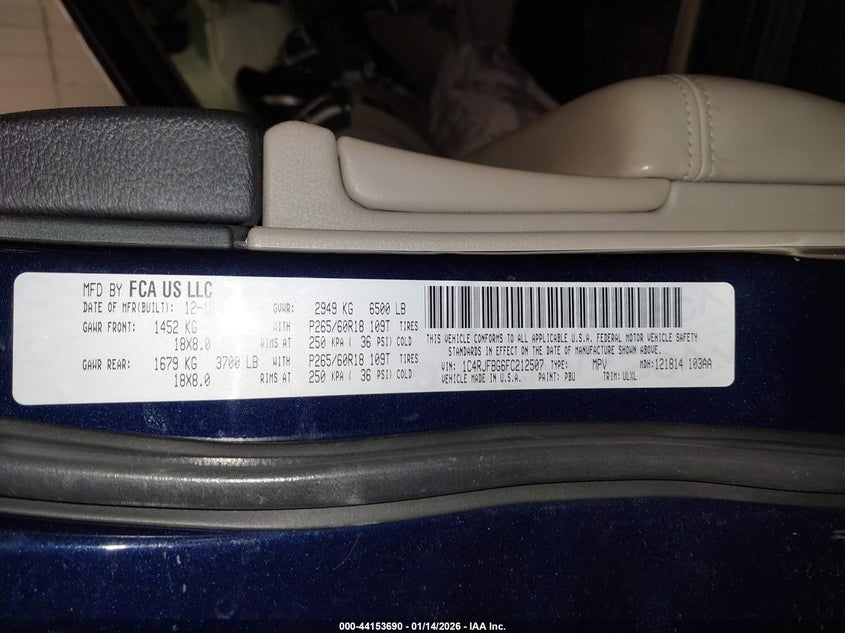 MFD BY FCA US LLC
DATE OF MFR(BUILT): GVWR: 2949 KG 6500 LB
GAWR FRONT: 1452 KG WITH P265/60R18 109T TIRES
18X8.0 RIMS AT 250 KPA ( 36 PSI) COLD
GAWR REAR: 1679 KG 3700 LB WITH P265/60R18 109T TIRES
18X8.0 RIMS AT 250 KPA ( 36 PSI) COLD
THIS VEHICLE CONFORMS TO ALL APPLICABLE U.S.A. FEDERAL MOTOR VEHICLE SAFETY
STANDARDS IN EFFECT ON THE DATE OF MANUFACTURE SHOWN ABOVE.
VIN: 1C4RJFBG6FC212507 TYPE: MPV MDH: 121814 103AA
VEHICLE MADE IN U.S.A. PAINT: PBU TRIM: ULXL
000-44153690 - 01/14/2026 - IAA Inc.